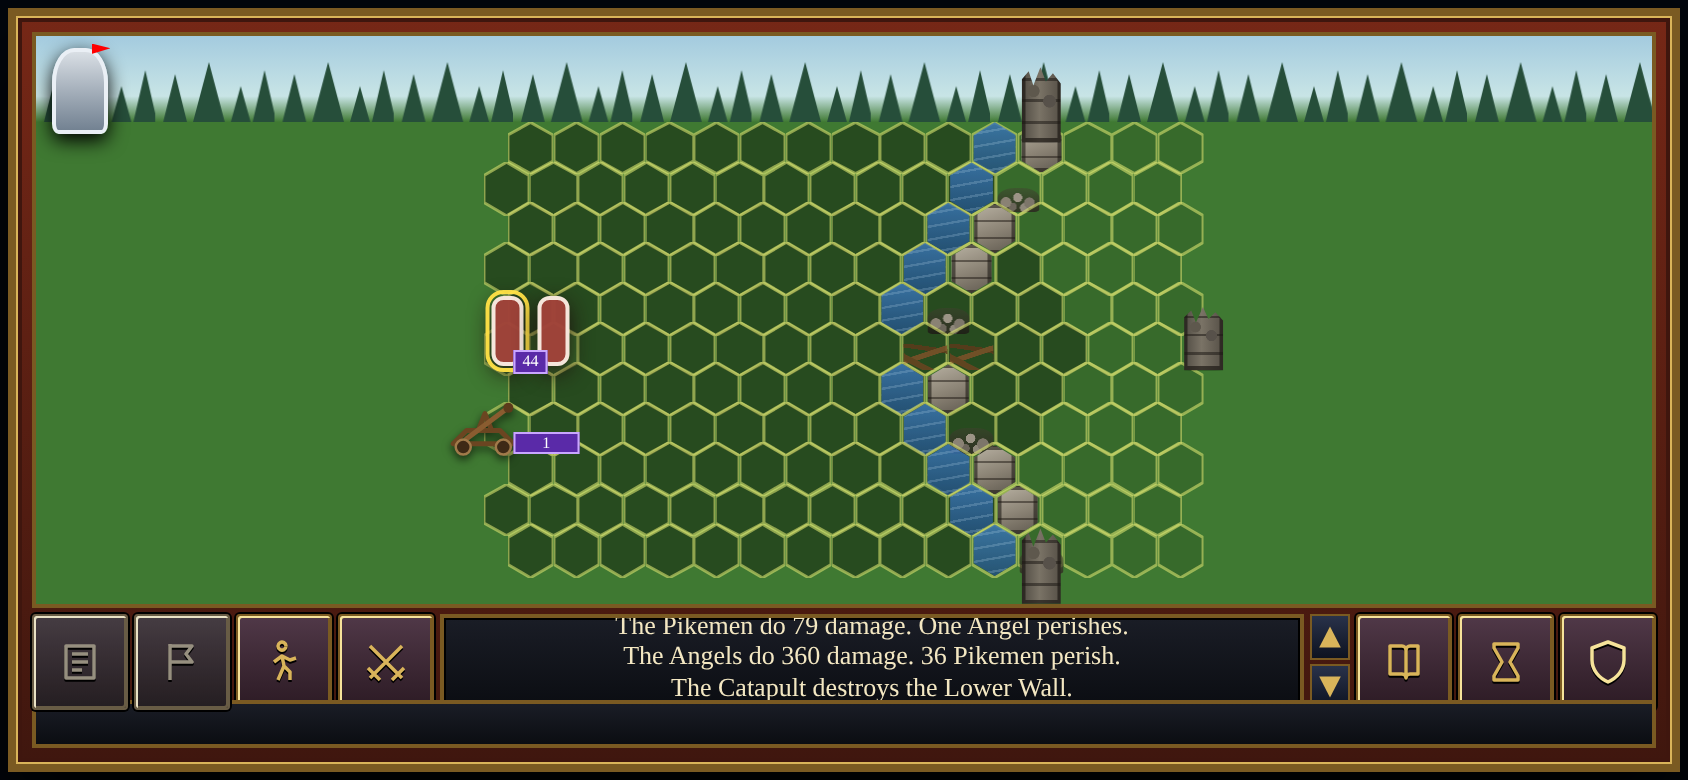 44
1
The Pikemen do 79 damage. One Angel perishes.
The Angels do 360 damage. 36 Pikemen perish.
The Catapult destroys the Lower Wall.